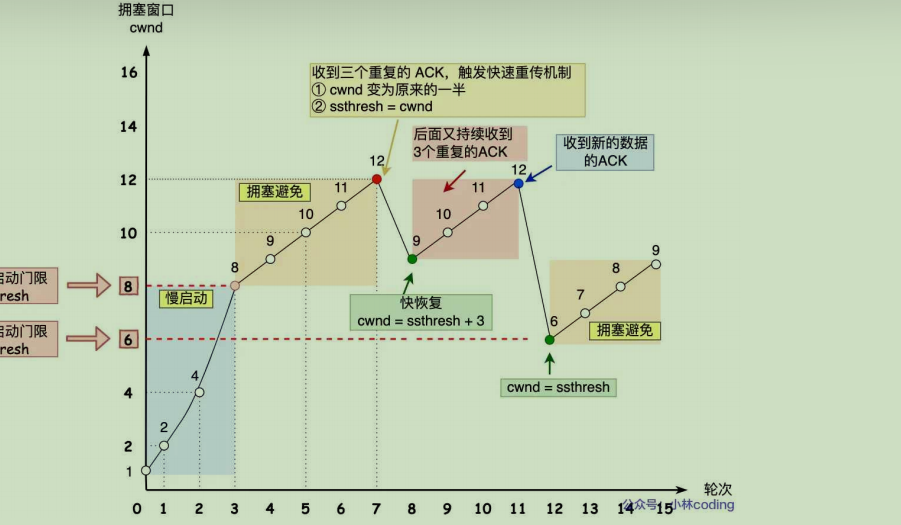 拥塞窗口
cwnd
16
14
12
10
8
6
4
2
1
收到三个重复的 ACK，触发快速重传机制
① cwnd 变为原来的一半
② ssthresh = cwnd
后面又持续收到
3个重复的ACK
收到新的数据
的ACK
拥塞避免
慢启动
启动门限
resh
启动门限
resh
2
4
8
9
10
11
12
9
10
11
12
6
7
8
9
快恢复
cwnd = ssthresh + 3
拥塞避免
cwnd = ssthresh
0 1 2 3 4 5 6 7 8 9 10 11 12 13 14 15
轮次
公众号：小林coding